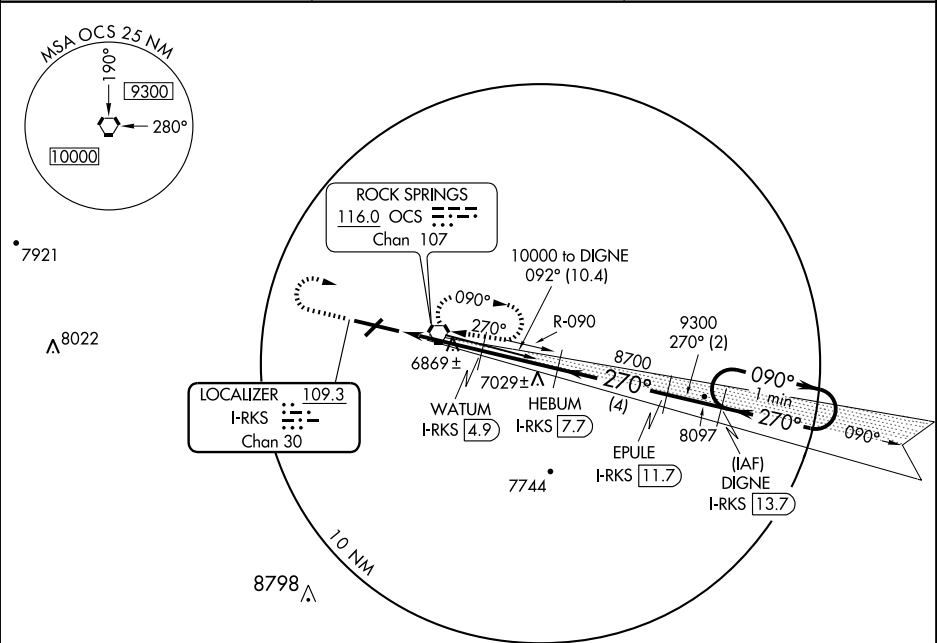 MSA OCS 25 NM
190°
9300
280°
10000
7921
8022
ROCK SPRINGS
116.0 OCS
Chan 107
10000 to DIGNE
092° (10.4)
090°
270°
R-090
9300
270° (2)
8700
6869±
7029±
270°
(4)
090°
1 min
270°
090°
LOCALIZER 109.3
I-RKS
Chan 30
WATUM
I-RKS 4.9
HEBUM
I-RKS 7.7
8097
EPULE
I-RKS 11.7
(IAF)
DIGNE
I-RKS 13.7
7744
10 NM
8798